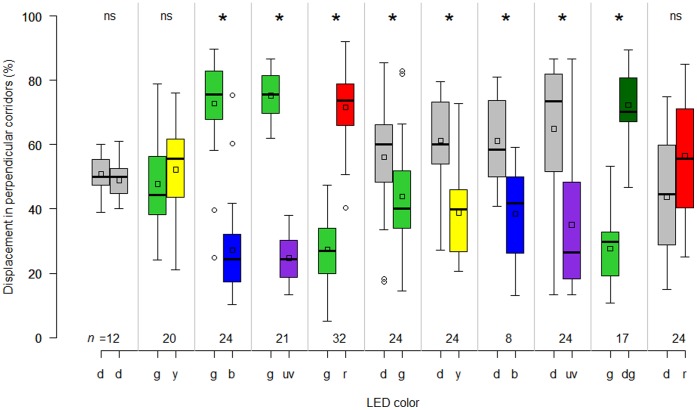 ns ns * * * * * * * * ns
100
80
60
40
20
0
Displacement in perpendicular corridors (%)
n =12 20 24 21 32 24 24 8 24 17 24
d d g y g b g uv g r d g d y d b d uv g dg d r
LED color